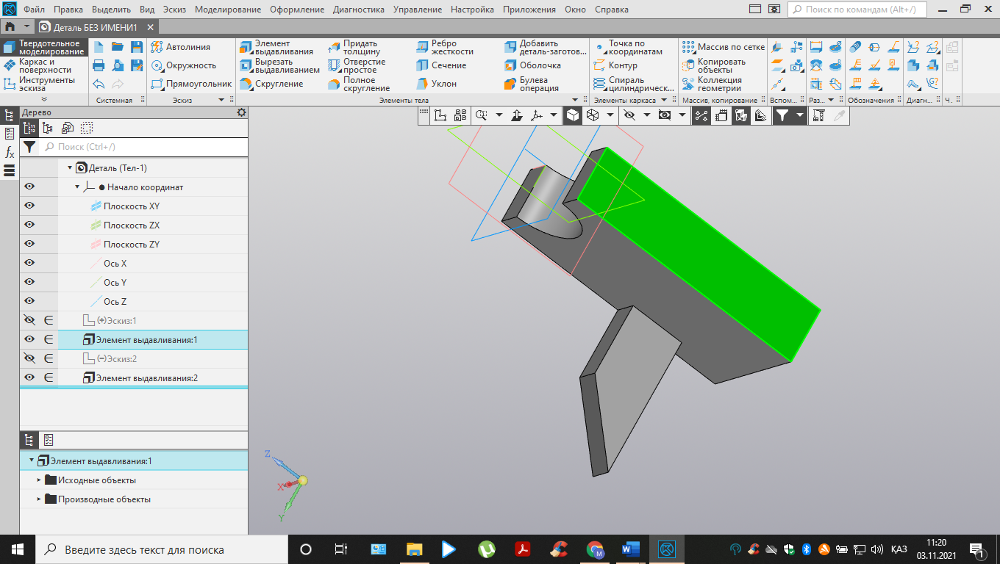 Файл Правка Выделить Вид Эскиз Моделирование Оформление Диагностика Управление Настройка Приложения Окно Справка
Поиск по командам (Alt+/)
Деталь БЕЗ ИМЕНИ1
Твердотельное моделирование
Каркас и поверхности
Инструменты эскиза
Системная
Автолиния
Окружность
Прямоугольник
Эскиз
Элемент выдавливания
Вырезать выдавливанием
Скругление
Придать толщину
Отверстие простое
Полное скругление
Ребро жесткости
Сечение
Уклон
Добавить деталь-заготов...
Оболочка
Булева операция
Элементы тела
Точка по координатам
Контур
Спираль цилиндрическ...
Элементы каркаса
Массив по сетке
Копировать объекты
Коллекция геометрии
Массив, копирование
Вспом...
Раз...
Обозначения
Диагн...
Ч..
Дерево
Поиск (Ctrl+/)
Деталь (Тел-1)
Начало координат
Плоскость XY
Плоскость ZX
Плоскость ZY
Ось X
Ось Y
Ось Z
(+)Эскиз:1
Элемент выдавливания:1
(−)Эскиз:2
Элемент выдавливания:2
Элемент выдавливания:1
Исходные объекты
Производные объекты
Z
X
Y
Введите здесь текст для поиска
ҚАЗ
11:20
03.11.2021
1